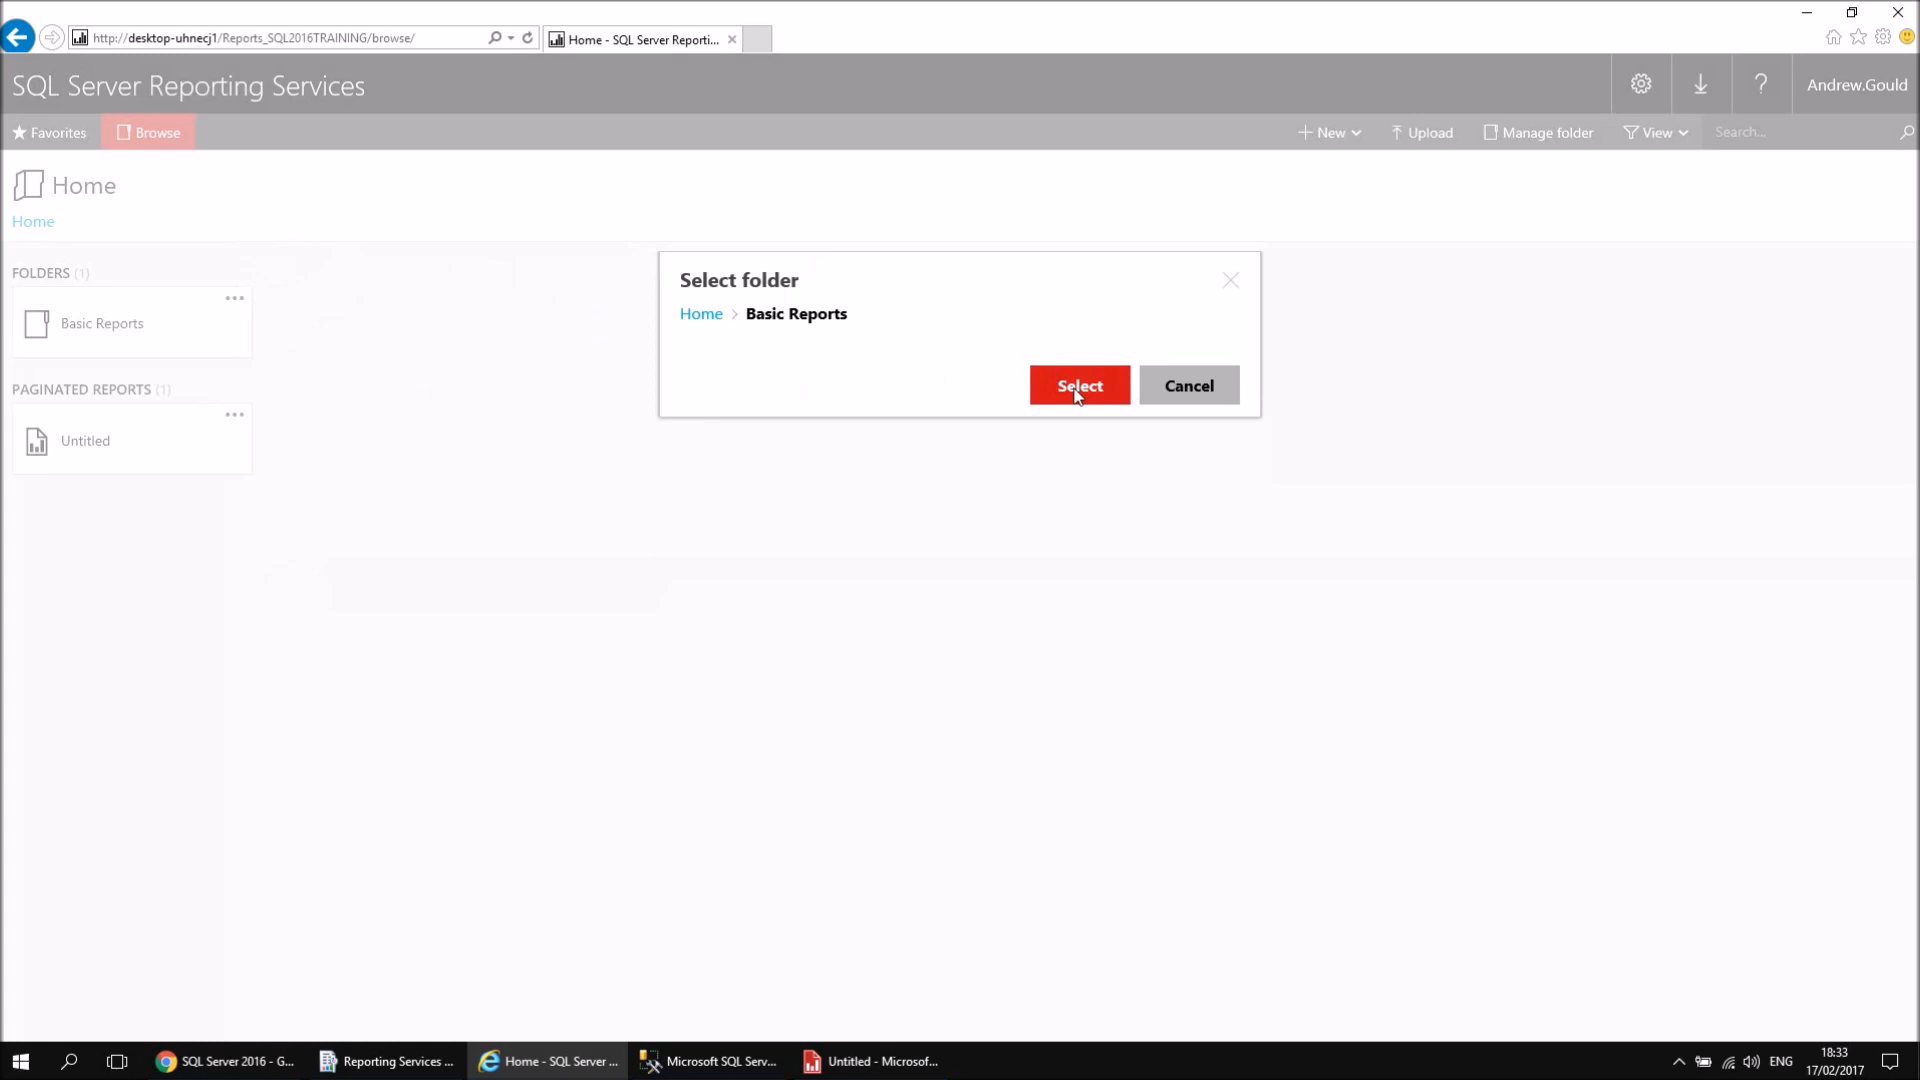 http://desktop-uhnecj1/Reports_SQL2016TRAINING/browse/
Home - SQL Server Reporti...
SQL Server Reporting Services
Andrew.Gould
Favorites
Browse
New
Upload
Manage folder
View
Search...
Home
Home
FOLDERS (1)
Basic Reports
PAGINATED REPORTS (1)
Untitled
Select folder
Home > Basic Reports
Select
Cancel
SQL Server 2016 - G...
Reporting Services ...
Home - SQL Server ...
Microsoft SQL Serv...
Untitled - Microsof...
ENG
18:33
17/02/2017